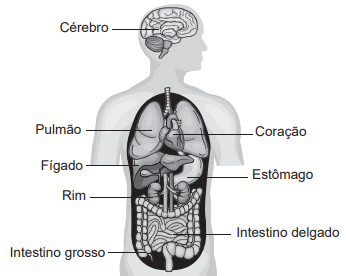 Cérebro
Pulmão
Coração
Fígado
Estômago
Rim
Intestino delgado
Intestino grosso